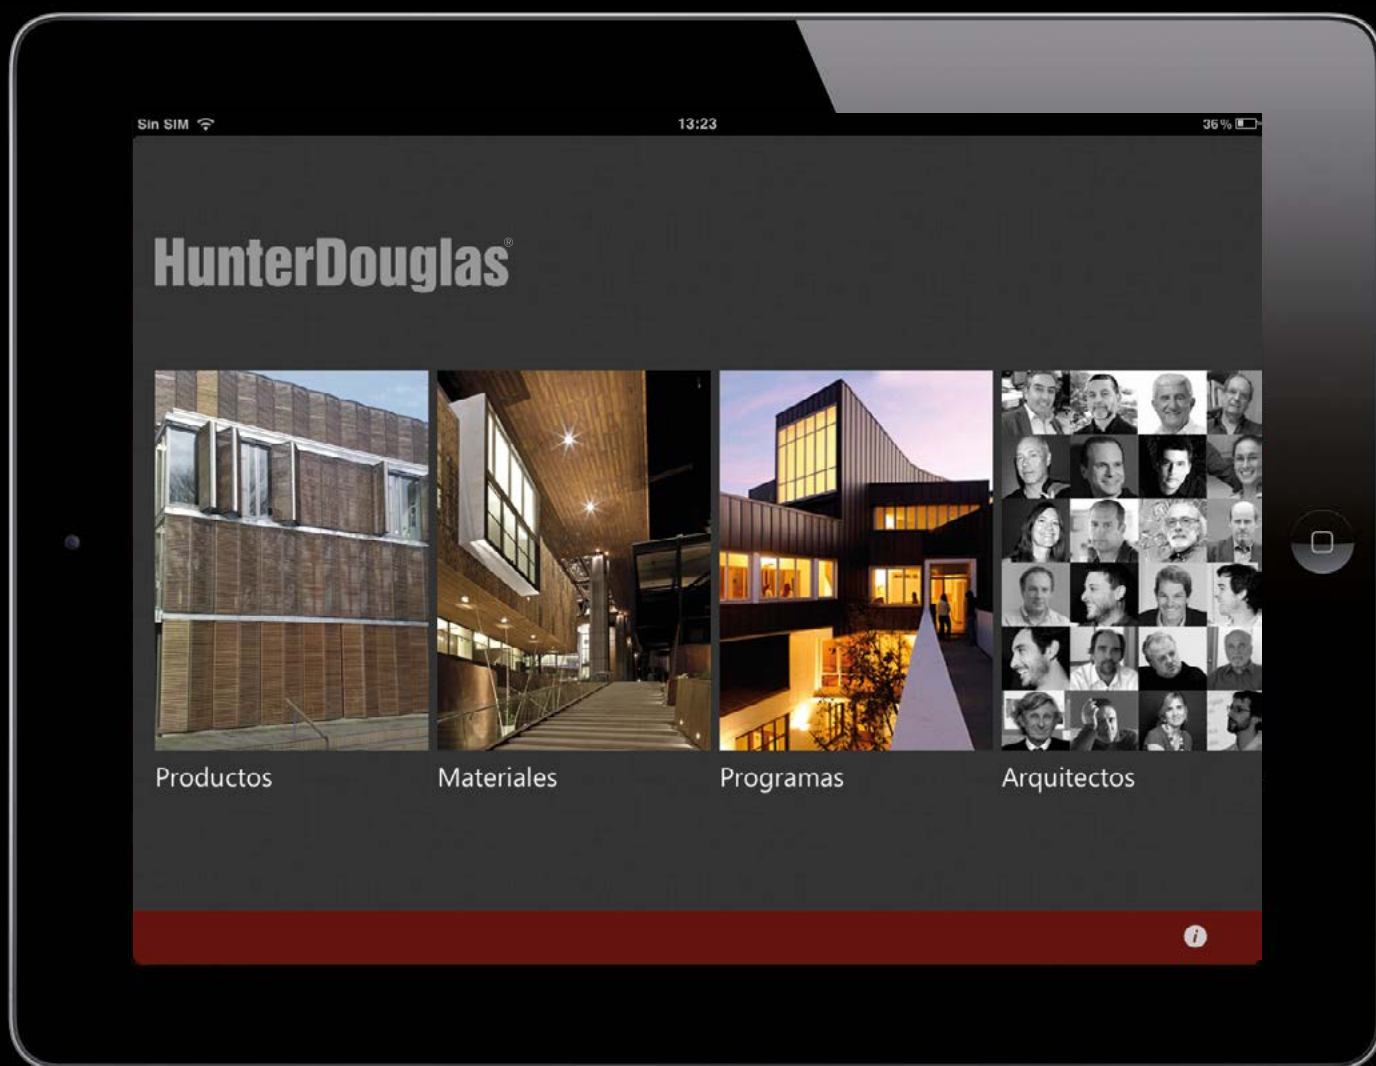 Sin SIM 13:23 36%
HunterDouglas®
Productos Materiales Programas Arquitectos
i